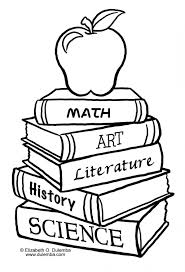 MATH
ART
Literature
History
SCIENCE
© Elizabeth O. Dulemba
www.dulemba.com